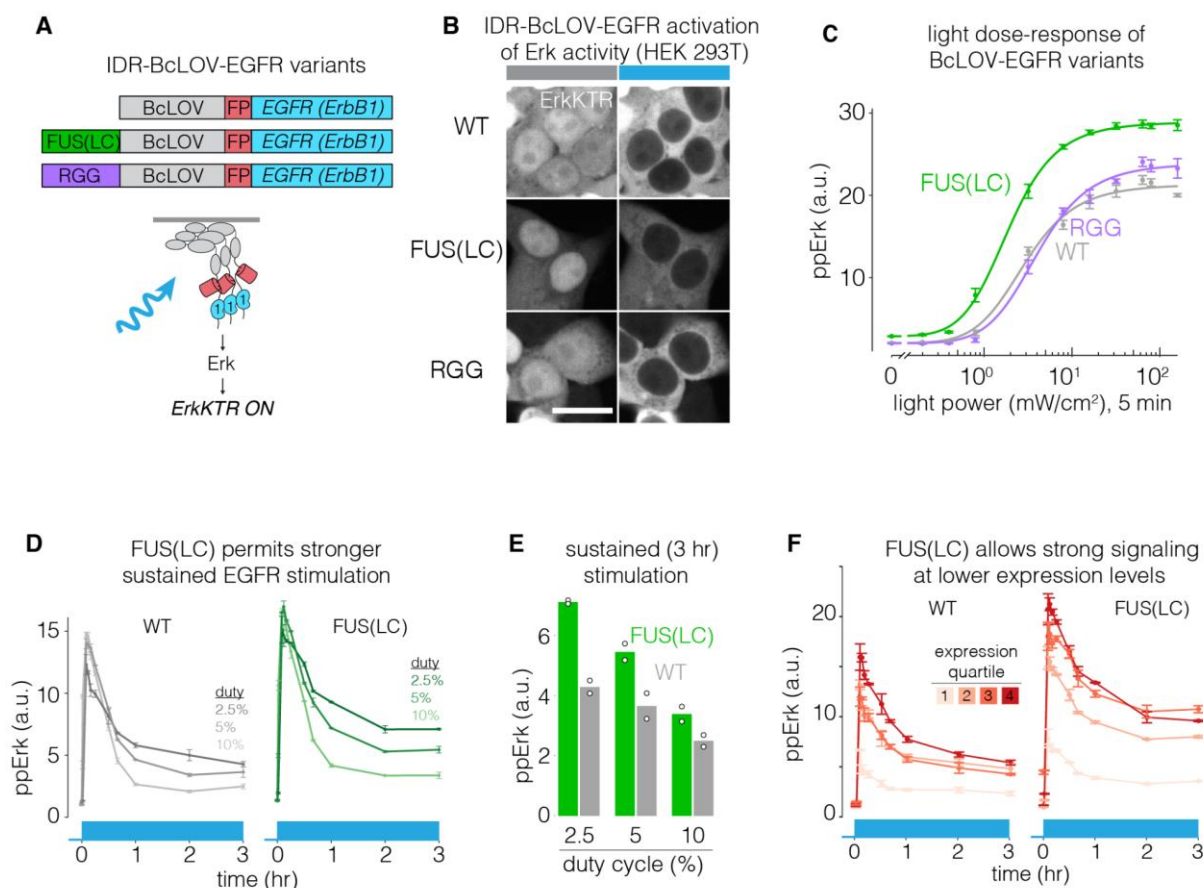 A
IDR-BcLOV-EGFR variants
BcLOV FP EGFR (ErbB1)
FUS(LC) BcLOV FP EGFR (ErbB1)
RGG BcLOV FP EGFR (ErbB1)
1 1 1
Erk
ErkKTR ON
B
IDR-BcLOV-EGFR activation
of Erk activity (HEK 293T)
ErkKTR
WT
FUS(LC)
RGG
C
light dose-response of
BcLOV-EGFR variants
ppErk (a.u.)
30
20
10
FUS(LC)
RGG
WT
0 10⁰ 10¹ 10²
light power (mW/cm²), 5 min
D
FUS(LC) permits stronger
sustained EGFR stimulation
ppErk (a.u.)
15
10
5
0
WT
duty
2.5%
5%
10%
FUS(LC)
duty
2.5%
5%
10%
0 1 2 3 0 1 2 3
time (hr)
E
sustained (3 hr)
stimulation
ppErk (a.u.)
6
4
2
0
FUS(LC)
WT
2.5 5 10
duty cycle (%)
F
FUS(LC) allows strong signaling
at lower expression levels
ppErk (a.u.)
20
10
0
WT
FUS(LC)
expression
quartile
1 2 3 4
0 1 2 3 0 1 2 3
time (hr)